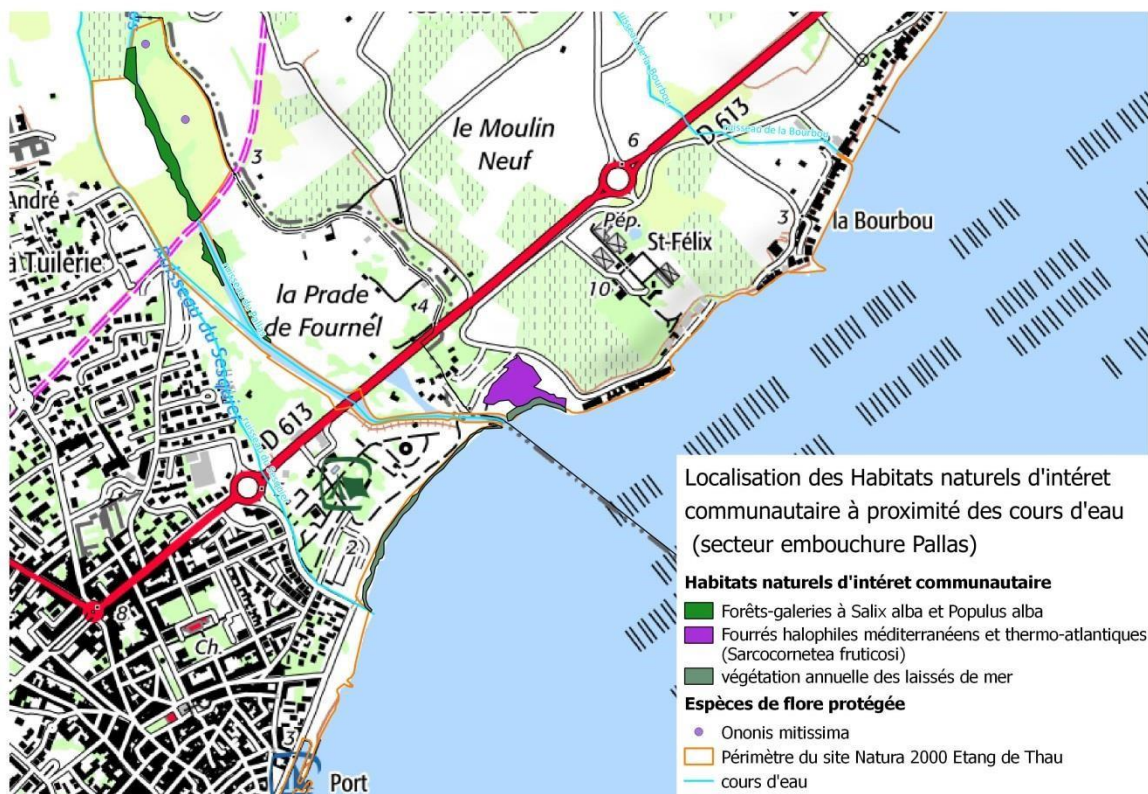 le Moulin
Neuf
6
D 613
Ruisseau de la Bourbou
3
la Bourbou
André
a Tuilerie
3
Pép.
St-Félix
10
Ruisseau du Sesquier
la Prade
de Fournel
4
D 613
2
8
Ch.
3
Port
Localisation des Habitats naturels d'intéret
communautaire à proximité des cours d'eau
(secteur embouchure Pallas)
Habitats naturels d'intéret communautaire
Forêts-galeries à Salix alba et Populus alba
Fourrés halophiles méditerranéens et thermo-atlantiques
(Sarcocornetea fruticosi)
végétation annuelle des laissés de mer
Espèces de flore protégée
Ononis mitissima
Périmètre du site Natura 2000 Etang de Thau
cours d'eau